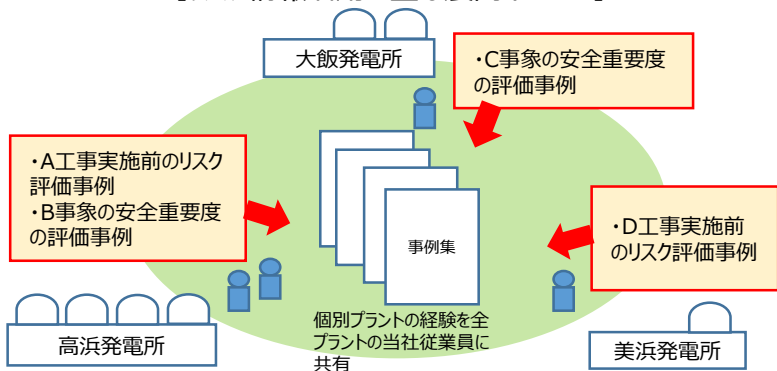 大飯発電所
・C事象の安全重要度
の評価事例
・A工事実施前のリスク
評価事例
・B事象の安全重要度
の評価事例
事例集
・D工事実施前
のリスク評価事例
個別プラントの経験を全
プラントの当社従業員に
共有
高浜発電所
美浜発電所